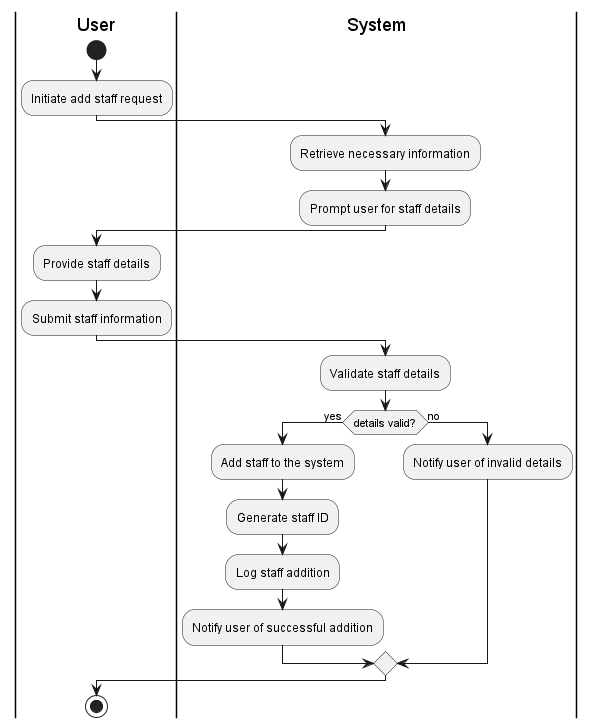 User
System
Initiate add staff request
Retrieve necessary information
Prompt user for staff details
Provide staff details
Submit staff information
Validate staff details
yes
details valid?
no
Add staff to the system
Notify user of invalid details
Generate staff ID
Log staff addition
Notify user of successful addition